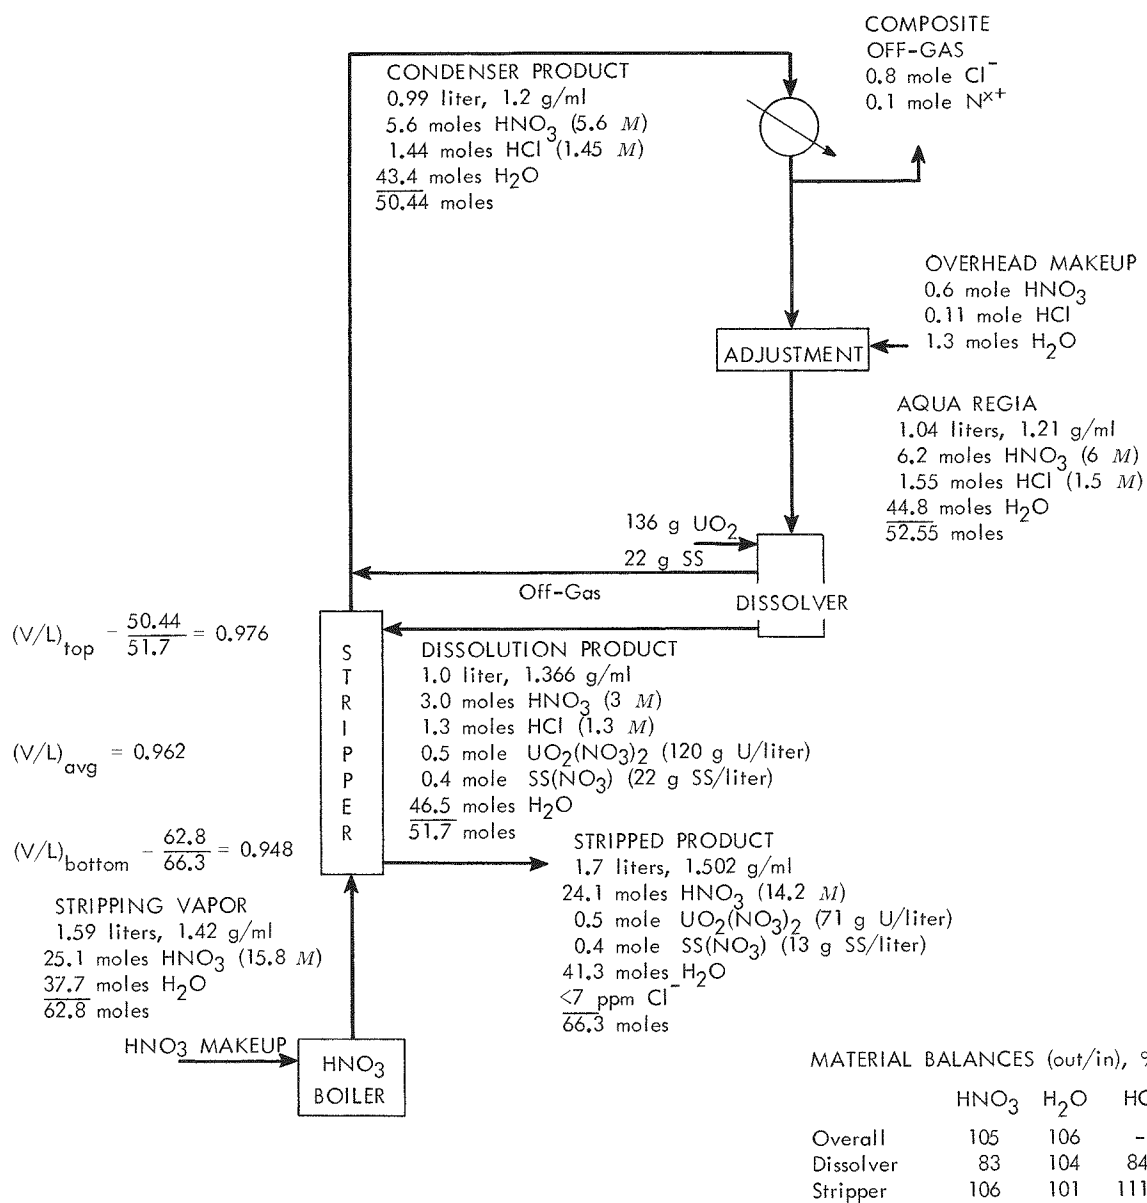 COMPOSITE
OFF-GAS
0.8 mole Cl⁻
0.1 mole Nˣ⁺
CONDENSER PRODUCT
0.99 liter, 1.2 g/ml
5.6 moles HNO₃ (5.6 M)
1.44 moles HCl (1.45 M)
43.4 moles H₂O
50.44 moles
OVERHEAD MAKEUP
0.6 mole HNO₃
0.11 mole HCl
1.3 moles H₂O
ADJUSTMENT
AQUA REGIA
1.04 liters, 1.21 g/ml
6.2 moles HNO₃ (6 M)
1.55 moles HCl (1.5 M)
44.8 moles H₂O
52.55 moles
136 g UO₂
22 g SS
Off-Gas
DISSOLVER
(V/L)top - 50.44/51.7 = 0.976
(V/L)avg = 0.962
(V/L)bottom - 62.8/66.3 = 0.948
STRIPPER
DISSOLUTION PRODUCT
1.0 liter, 1.366 g/ml
3.0 moles HNO₃ (3 M)
1.3 moles HCl (1.3 M)
0.5 mole UO₂(NO₃)₂ (120 g U/liter)
0.4 mole SS(NO₃) (22 g SS/liter)
46.5 moles H₂O
51.7 moles
STRIPPED PRODUCT
1.7 liters, 1.502 g/ml
24.1 moles HNO₃ (14.2 M)
0.5 mole UO₂(NO₃)₂ (71 g U/liter)
0.4 mole SS(NO₃) (13 g SS/liter)
41.3 moles H₂O
<7 ppm Cl⁻
66.3 moles
STRIPPING VAPOR
1.59 liters, 1.42 g/ml
25.1 moles HNO₃ (15.8 M)
37.7 moles H₂O
62.8 moles
HNO₃ MAKEUP
HNO₃
BOILER
MATERIAL BALANCES (out/in), %
HNO₃ H₂O HC
Overall 105 106 -
Dissolver 83 104 84
Stripper 106 101 111